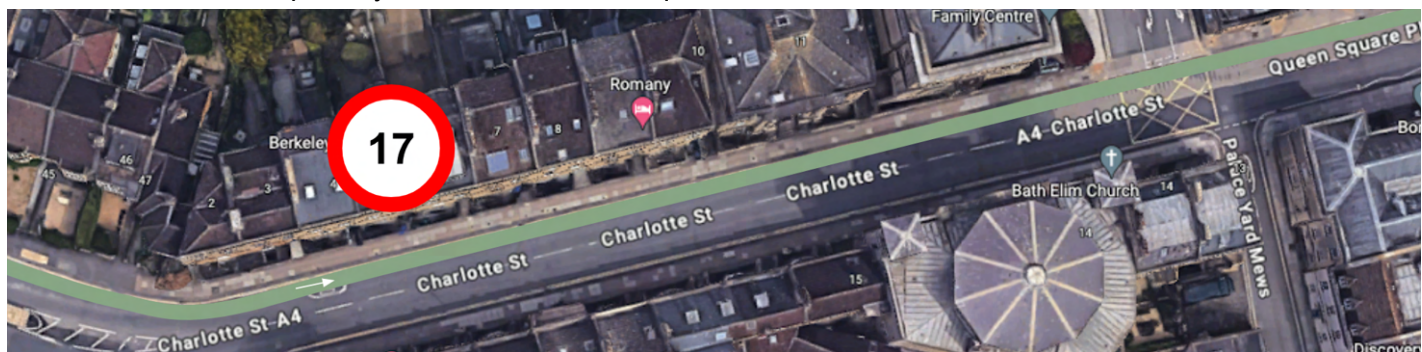 Family Centre
11
10
Romany
Queen Square Pl
7
8
17
A4-Charlotte St
Berkeley
46
45
47
3
4
2
Charlotte St
Bath Elim Church
14
13
Palace Yard Mews
Charlotte St
14
Charlotte St
15
Charlotte St-A4
Discovery